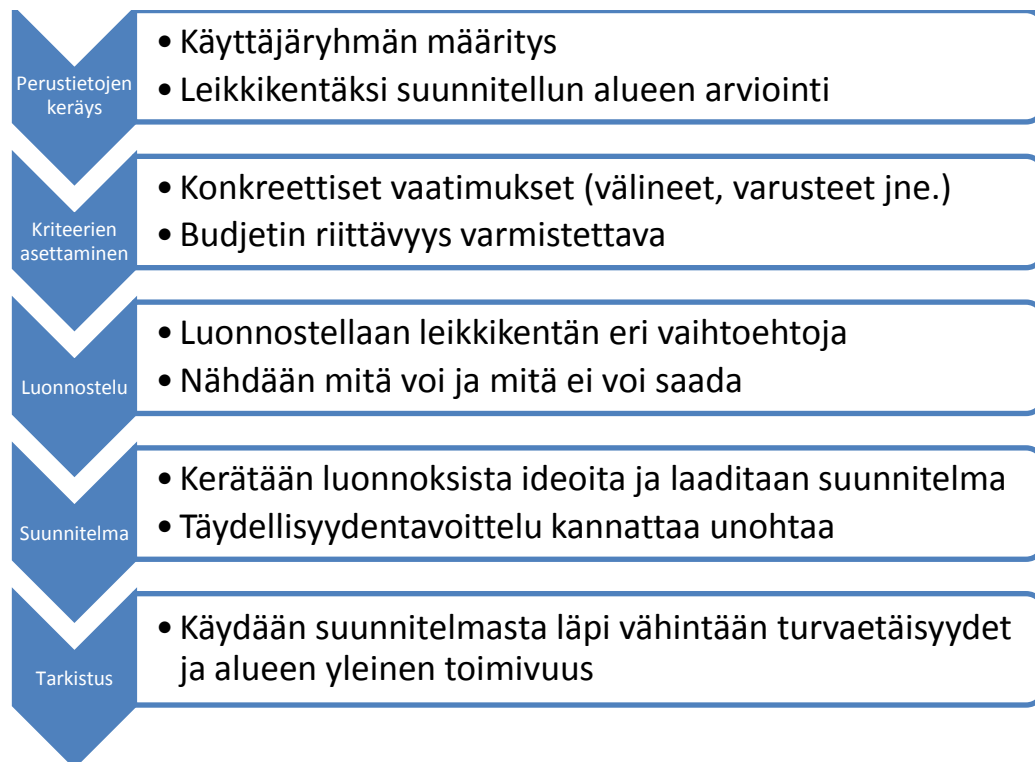 Perustietojen
keräys
• Käyttäjäryhmän määritys
• Leikkikentäksi suunnitellun alueen arviointi
Kriteerien
asettaminen
• Konkreettiset vaatimukset (välineet, varusteet jne.)
• Budjetin riittävyys varmistettava
Luonnostelu
• Luonnostellaan leikkikentän eri vaihtoehtoja
• Nähdään mitä voi ja mitä ei voi saada
Suunnitelma
• Kerätään luonnoksista ideoita ja laaditaan suunnitelma
• Täydellisyydentavoittelu kannattaa unohtaa
Tarkistus
• Käydään suunnitelmasta läpi vähintään turvaetäisyydet
ja alueen yleinen toimivuus